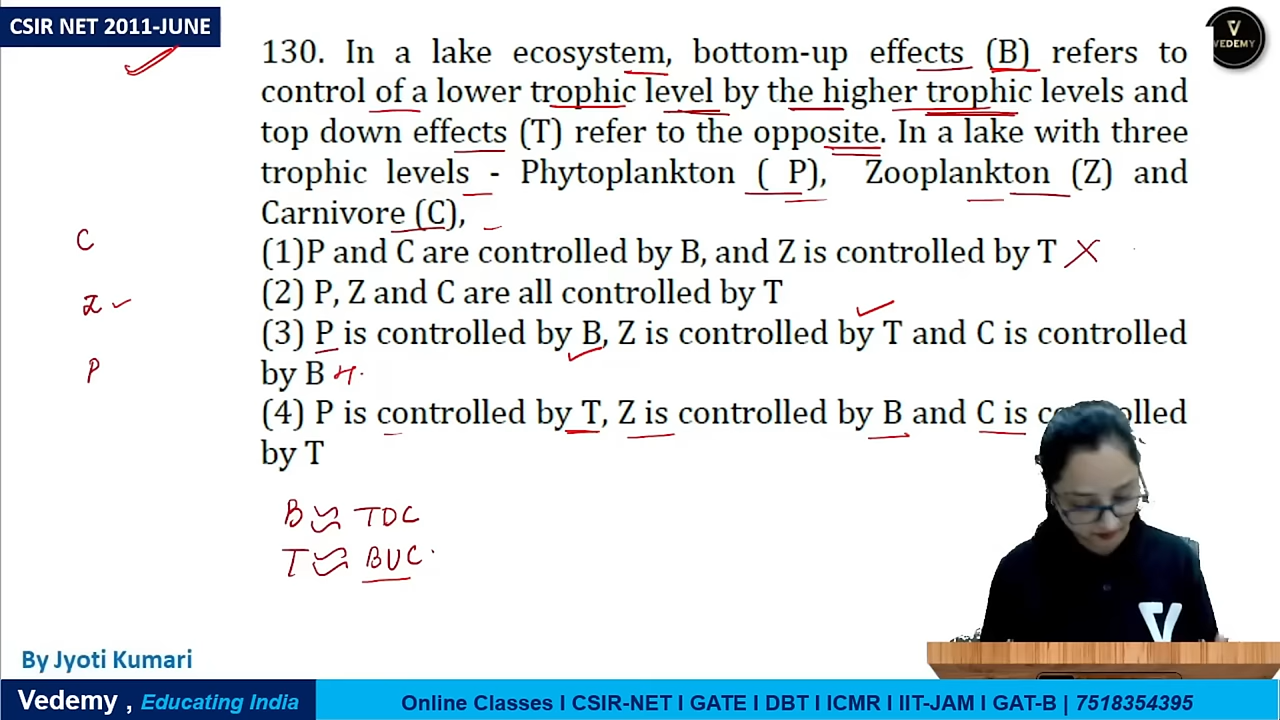 CSIR NET 2011-JUNE
VEDEMY
130. In a lake ecosystem, bottom-up effects (B) refers to
control of a lower trophic level by the higher trophic levels and
top down effects (T) refer to the opposite. In a lake with three
trophic levels - Phytoplankton ( P), Zooplankton (Z) and
Carnivore (C),
(1)P and C are controlled by B, and Z is controlled by T
(2) P, Z and C are all controlled by T
(3) P is controlled by B, Z is controlled by T and C is controlled
by B
(4) P is controlled by T, Z is controlled by B and C is controlled
by T
C
Z
P
B ≈ TDC
T ≈ BUC
By Jyoti Kumari
Vedemy , Educating India
Online Classes I CSIR-NET I GATE I DBT I ICMR I IIT-JAM I GAT-B | 7518354395